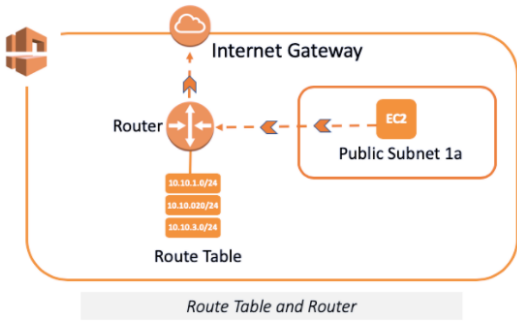 Internet Gateway
Router
EC2
Public Subnet 1a
10.10.1.0/24
10.10.020/24
10.10.3.0/24
Route Table
Route Table and Router